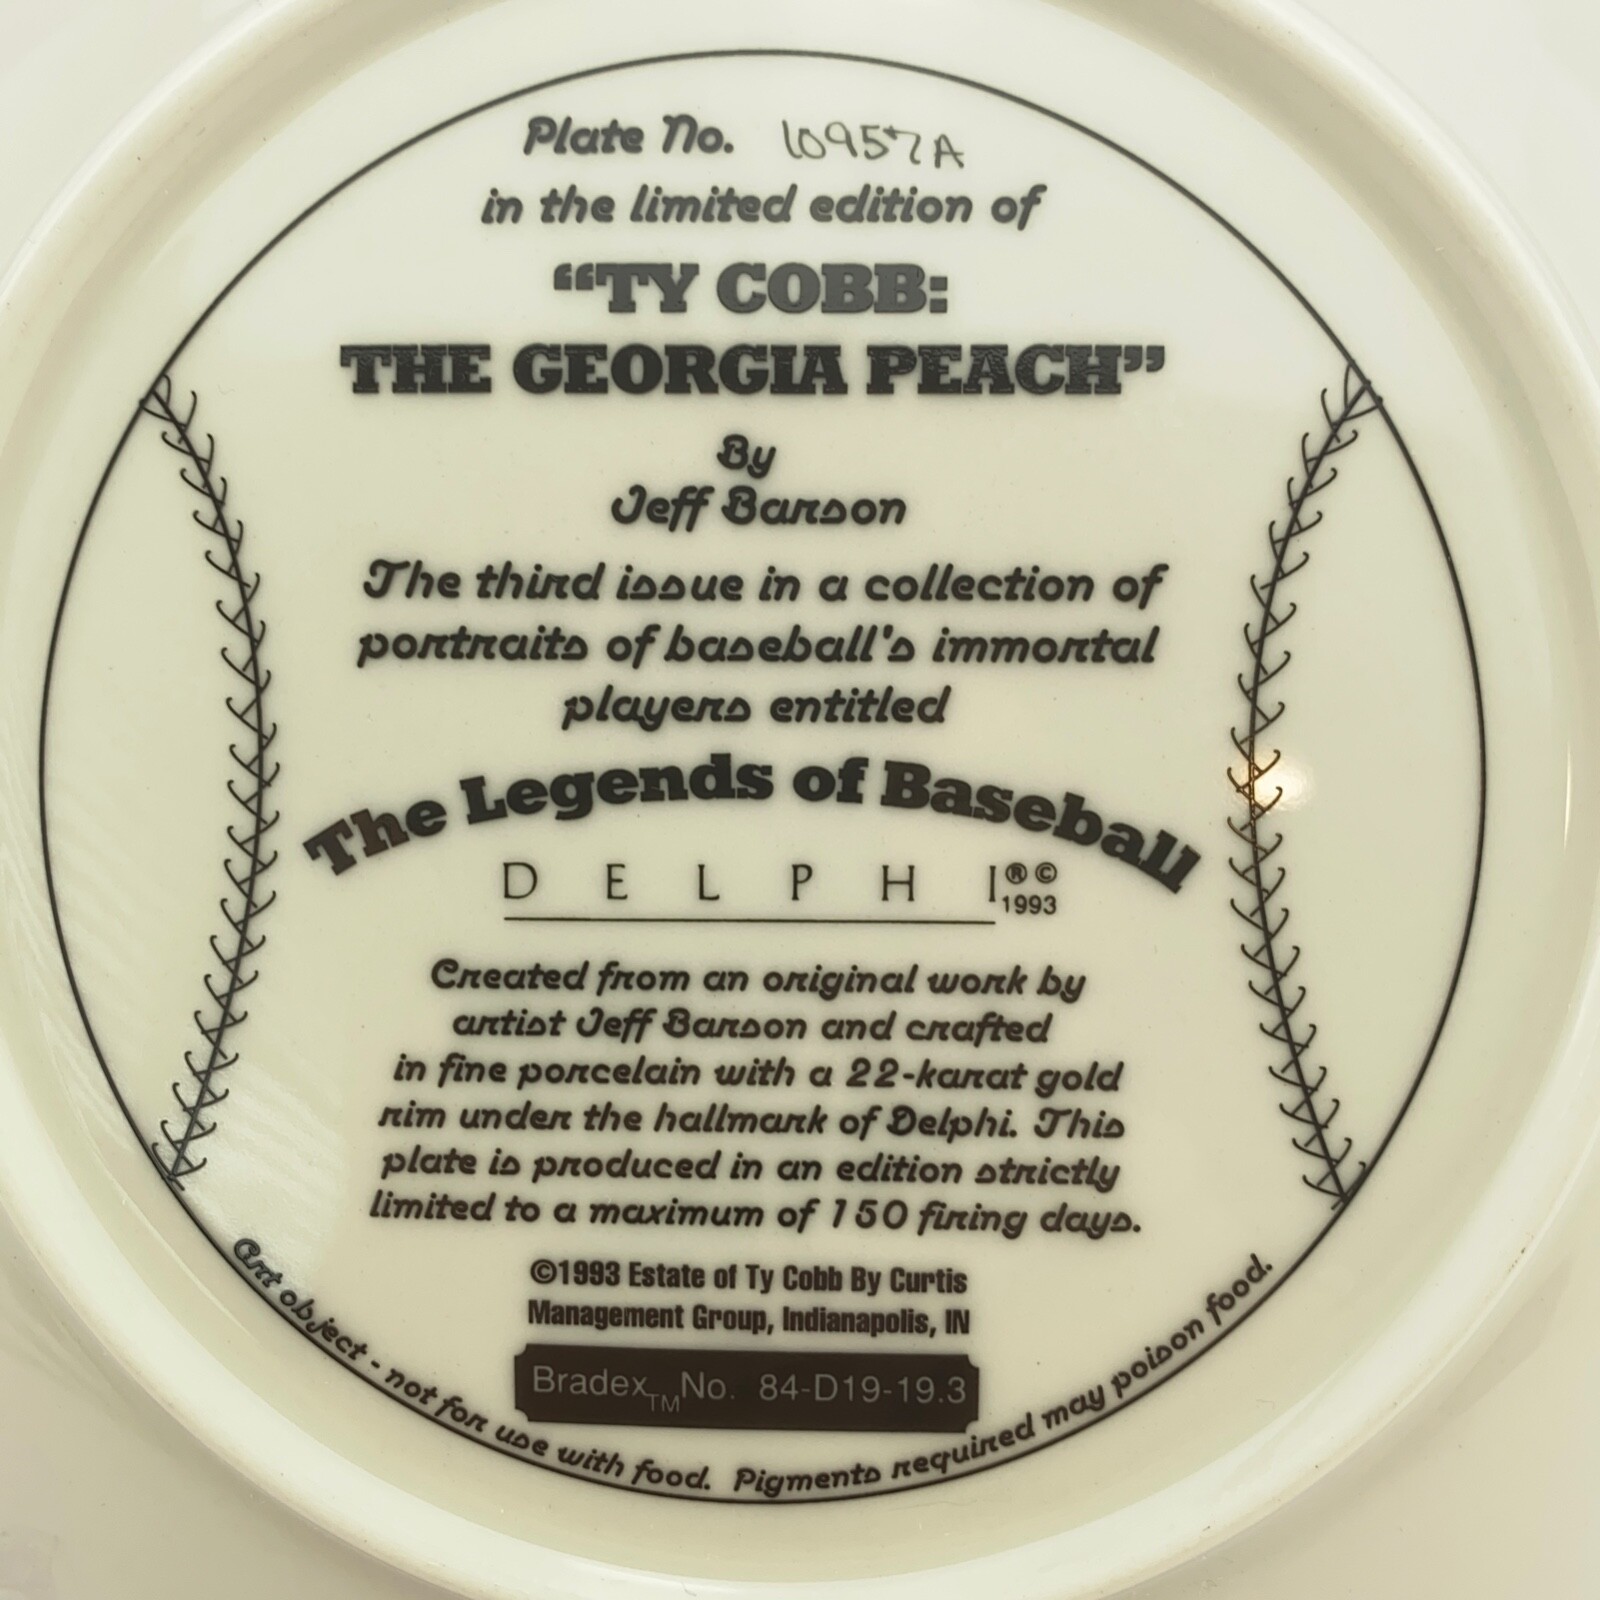 Plate No. 10957A
in the limited edition of
“TY COBB:
THE GEORGIA PEACH”
By
Jeff Barson
The third issue in a collection of
portraits of baseball's immortal
players entitled
The Legends of Baseball
DELPHI®©
1993
Created from an original work by
artist Jeff Barson and crafted
in fine porcelain with a 22-karat gold
rim under the hallmark of Delphi. This
plate is produced in an edition strictly
limited to a maximum of 150 firing days.
©1993 Estate of Ty Cobb By Curtis
Management Group, Indianapolis, IN
Bradex TM No. 84-D19-19.3
Art object - not for use with food. Pigments required may poison food.